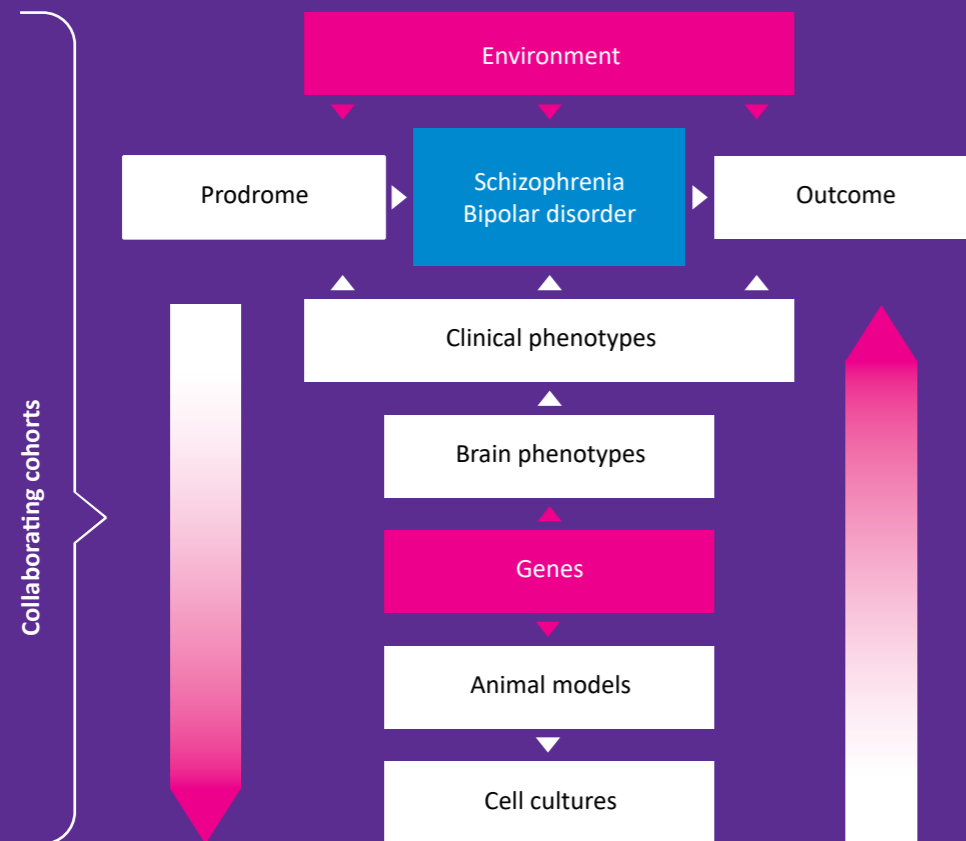 Environment
Prodrome
Schizophrenia
Bipolar disorder
Outcome
Clinical phenotypes
Brain phenotypes
Genes
Animal models
Cell cultures
Collaborating cohorts